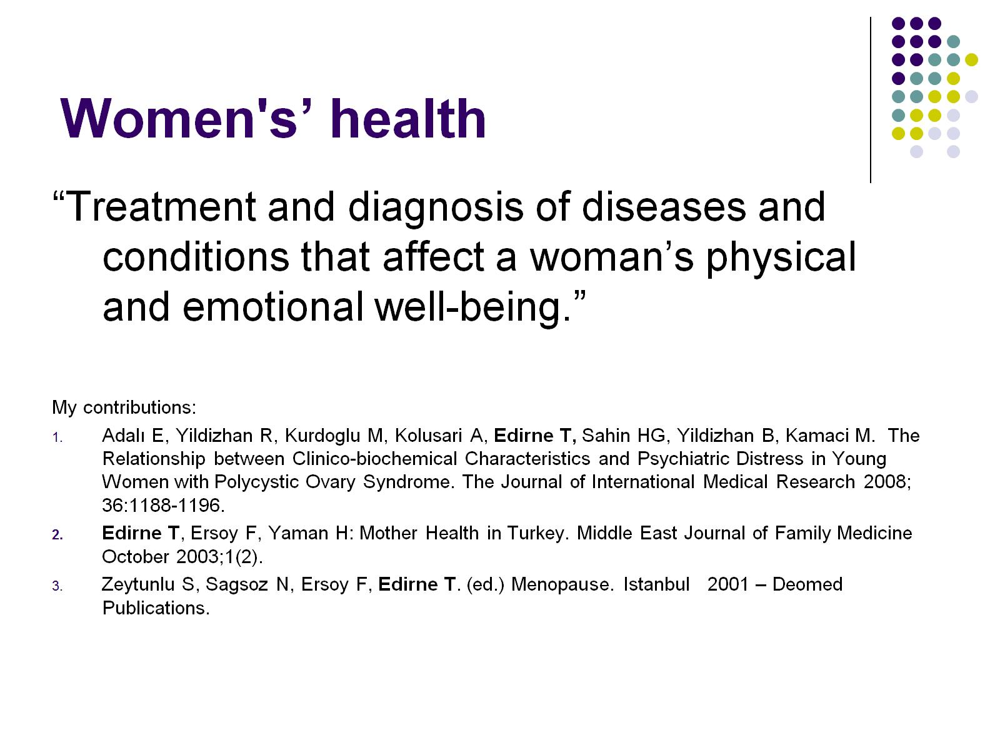 Women's’ health
“Treatment and diagnosis of diseases and
conditions that affect a woman’s physical
and emotional well-being.”
My contributions:
1. Adalı E, Yildizhan R, Kurdoglu M, Kolusari A, Edirne T, Sahin HG, Yildizhan B, Kamaci M. The
Relationship between Clinico-biochemical Characteristics and Psychiatric Distress in Young
Women with Polycystic Ovary Syndrome. The Journal of International Medical Research 2008;
36:1188-1196.
2. Edirne T, Ersoy F, Yaman H: Mother Health in Turkey. Middle East Journal of Family Medicine
October 2003;1(2).
3. Zeytunlu S, Sagsoz N, Ersoy F, Edirne T. (ed.) Menopause. Istanbul 2001 – Deomed
Publications.